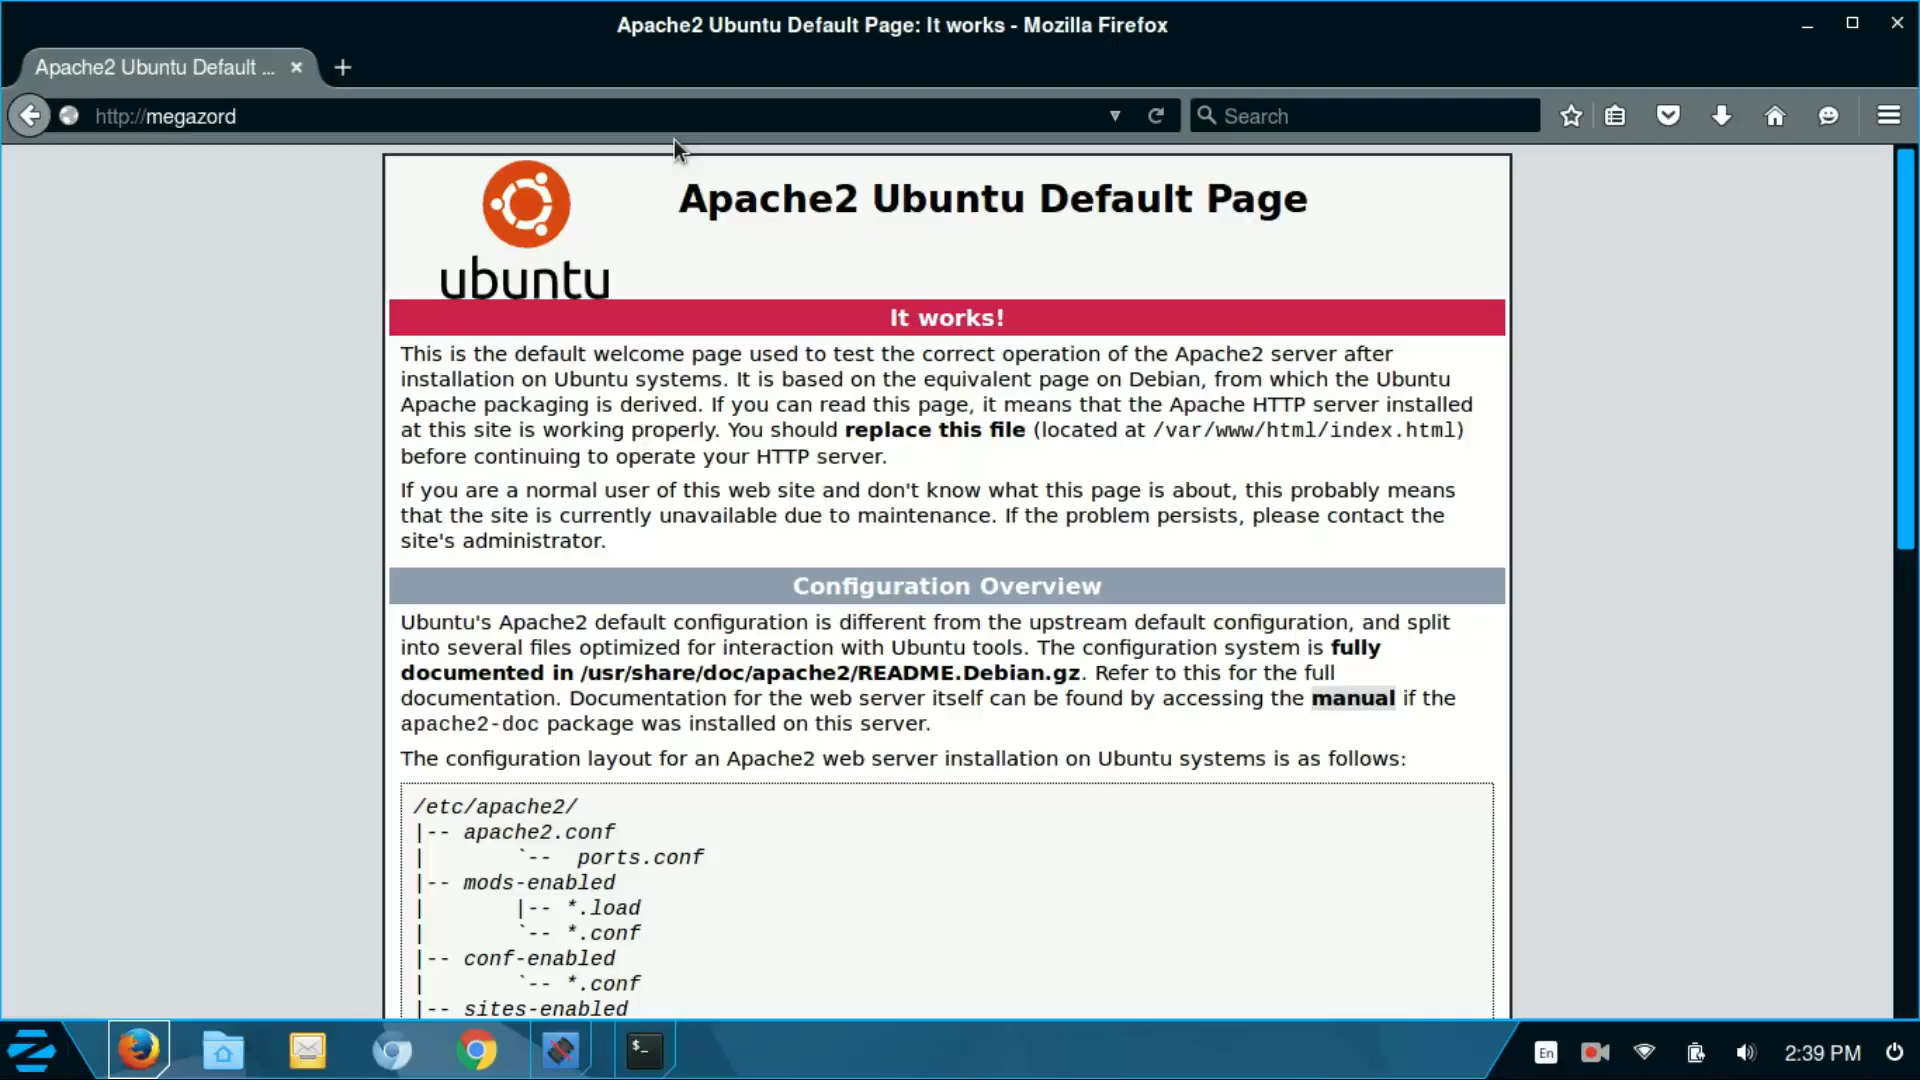 Apache2 Ubuntu Default Page: It works - Mozilla Firefox
Apache2 Ubuntu Default ...
http://megazord
Search
ubuntu
Apache2 Ubuntu Default Page
It works!
This is the default welcome page used to test the correct operation of the Apache2 server after
installation on Ubuntu systems. It is based on the equivalent page on Debian, from which the Ubuntu
Apache packaging is derived. If you can read this page, it means that the Apache HTTP server installed
at this site is working properly. You should replace this file (located at /var/www/html/index.html)
before continuing to operate your HTTP server.
If you are a normal user of this web site and don't know what this page is about, this probably means
that the site is currently unavailable due to maintenance. If the problem persists, please contact the
site's administrator.
Configuration Overview
Ubuntu's Apache2 default configuration is different from the upstream default configuration, and split
into several files optimized for interaction with Ubuntu tools. The configuration system is fully
documented in /usr/share/doc/apache2/README.Debian.gz. Refer to this for the full
documentation. Documentation for the web server itself can be found by accessing the manual if the
apache2-doc package was installed on this server.
The configuration layout for an Apache2 web server installation on Ubuntu systems is as follows:
/etc/apache2/
|-- apache2.conf
|       `--  ports.conf
|-- mods-enabled
|       |-- *.load
|       `-- *.conf
|-- conf-enabled
|       `-- *.conf
|-- sites-enabled
$_
En
2:39 PM